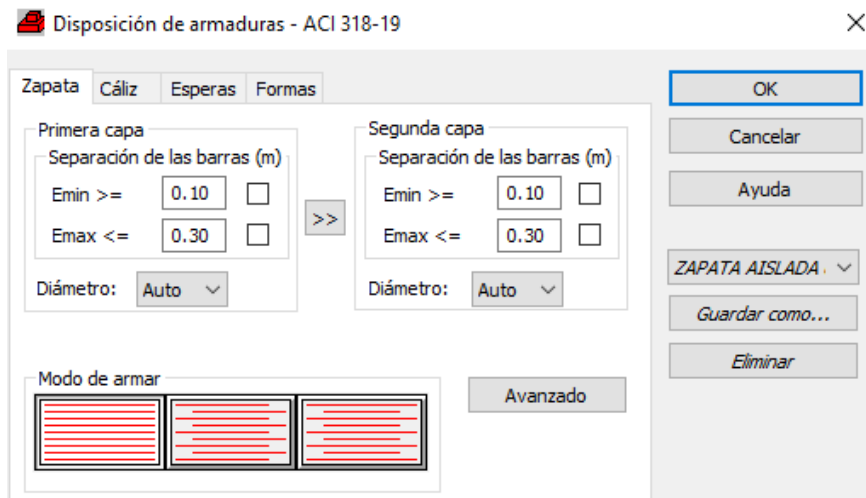 Disposición de armaduras - ACI 318-19
Zapata Cáliz Esperas Formas
Primera capa
Separación de las barras (m)
Emin >= 0.10
Emax <= 0.30
Diámetro: Auto
>>
Segunda capa
Separación de las barras (m)
Emin >= 0.10
Emax <= 0.30
Diámetro: Auto
Modo de armar
Avanzado
OK
Cancelar
Ayuda
ZAPATA AISLADA
Guardar como...
Eliminar